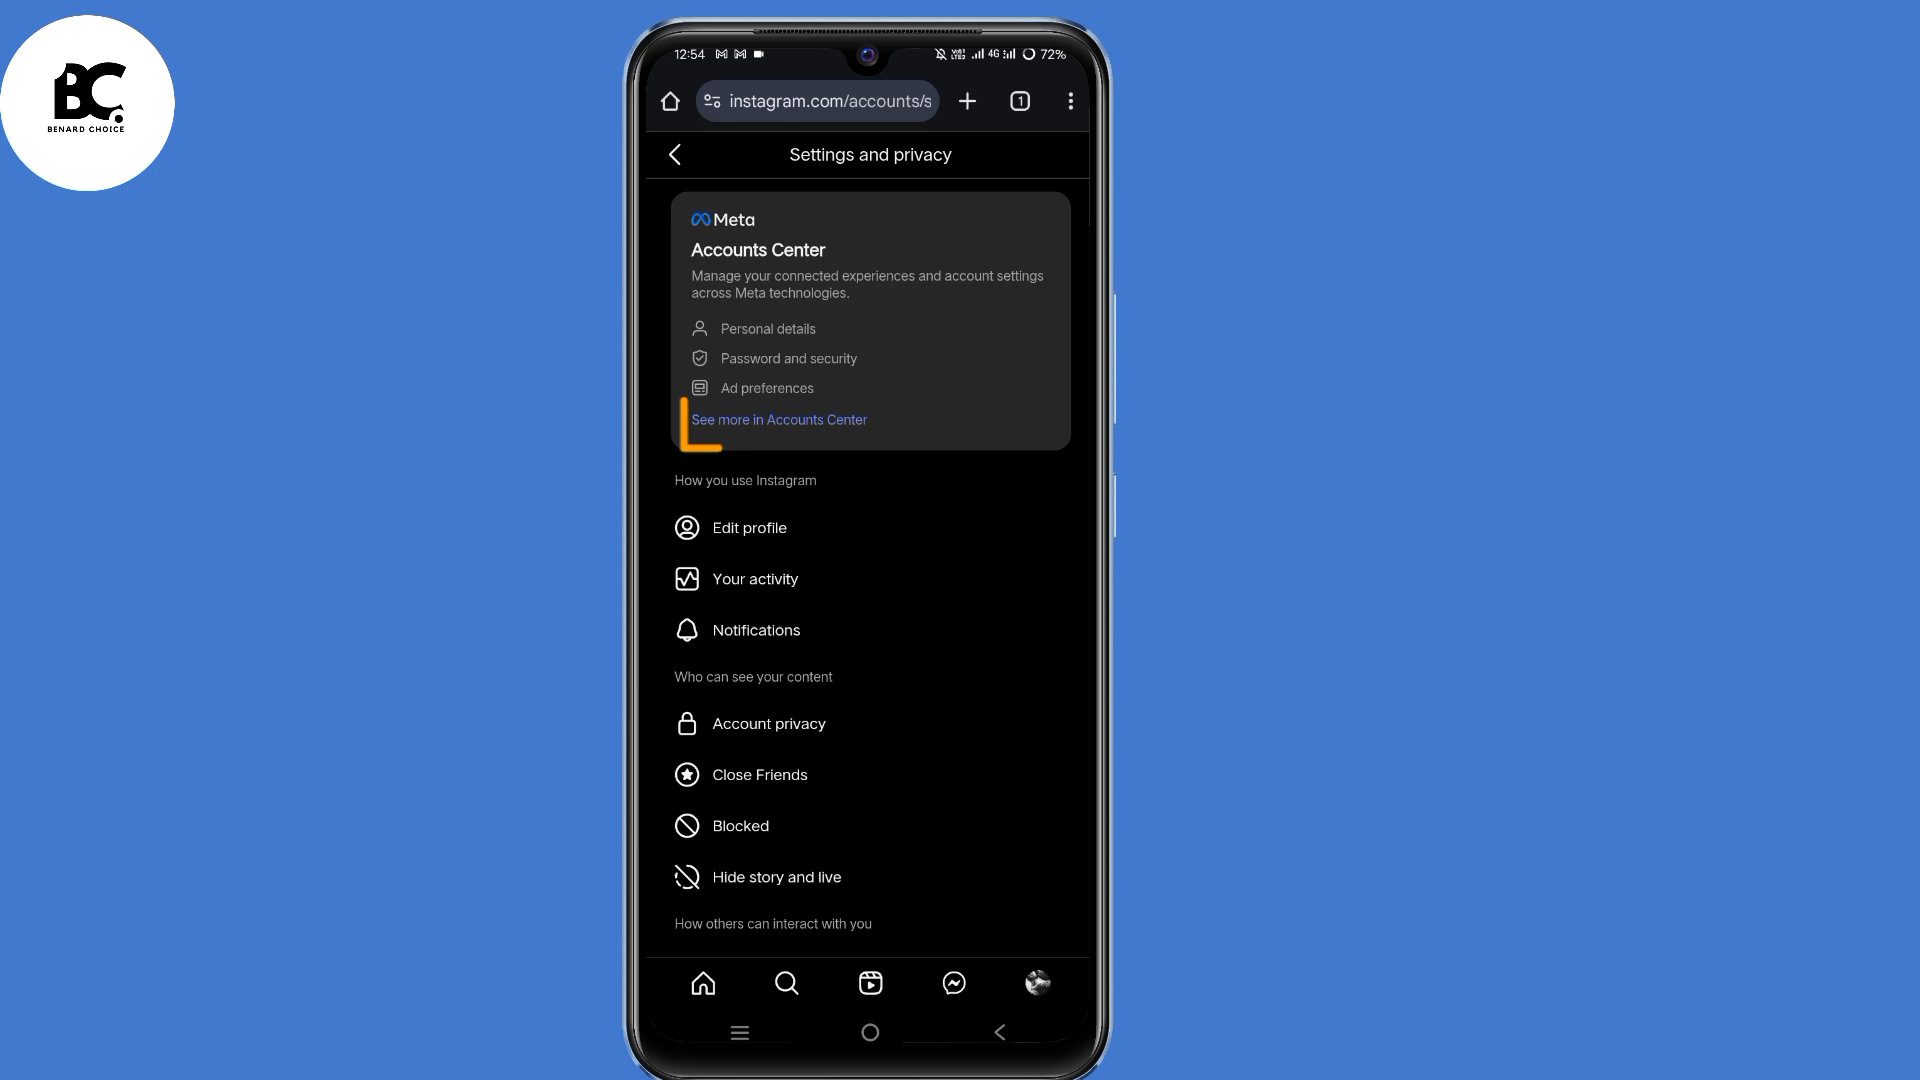 BC.
BENARD CHOICE
12:54
4G
72%
instagram.com/accounts/s
1
Settings and privacy
Meta
Accounts Center
Manage your connected experiences and account settings
across Meta technologies.
Personal details
Password and security
Ad preferences
See more in Accounts Center
How you use Instagram
Edit profile
Your activity
Notifications
Who can see your content
Account privacy
Close Friends
Blocked
Hide story and live
How others can interact with you